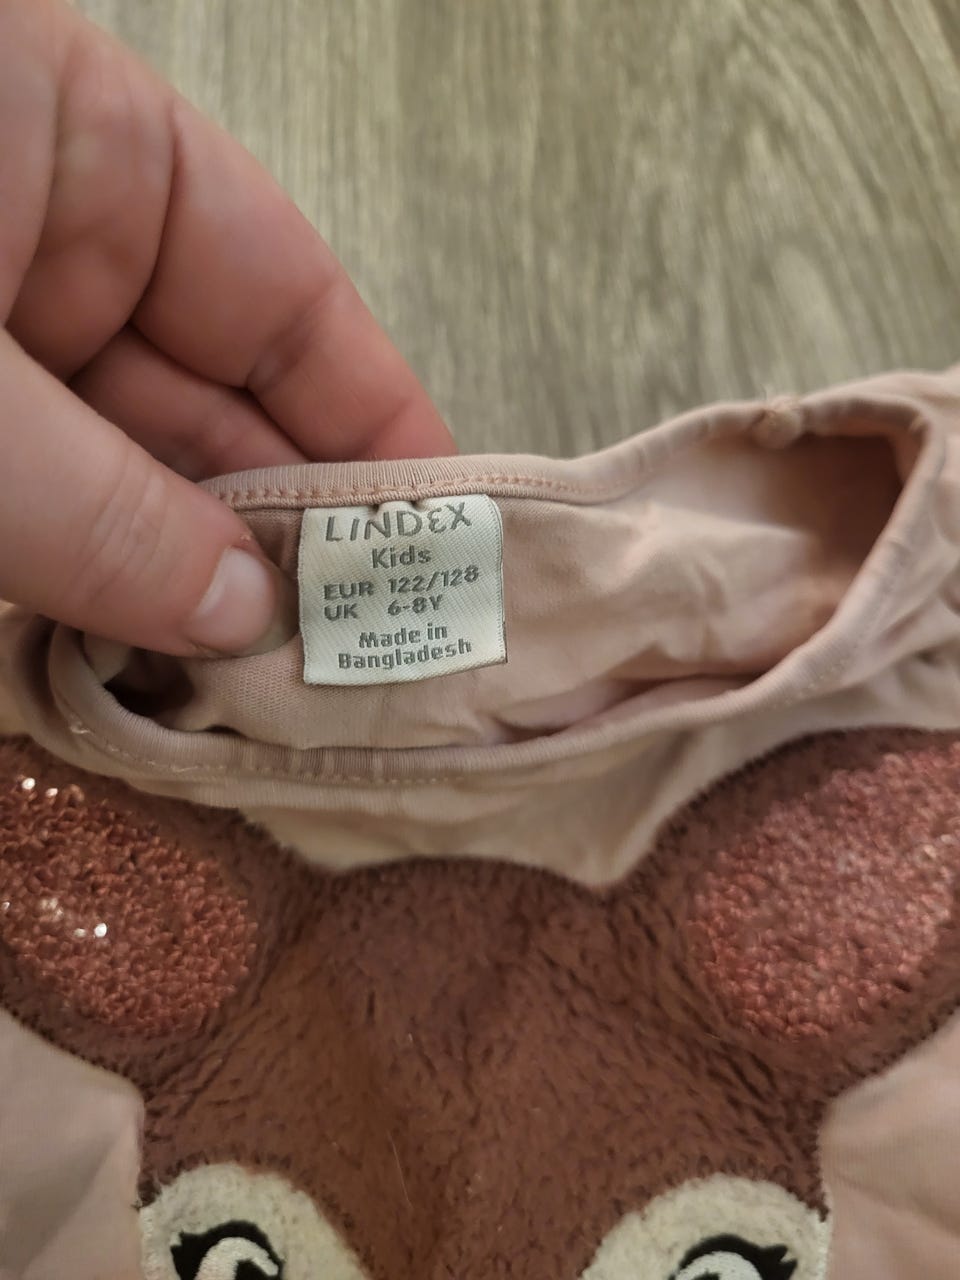 LINDEX
Kids
EUR 122/128
UK 6-8Y
Made in
Bangladesh